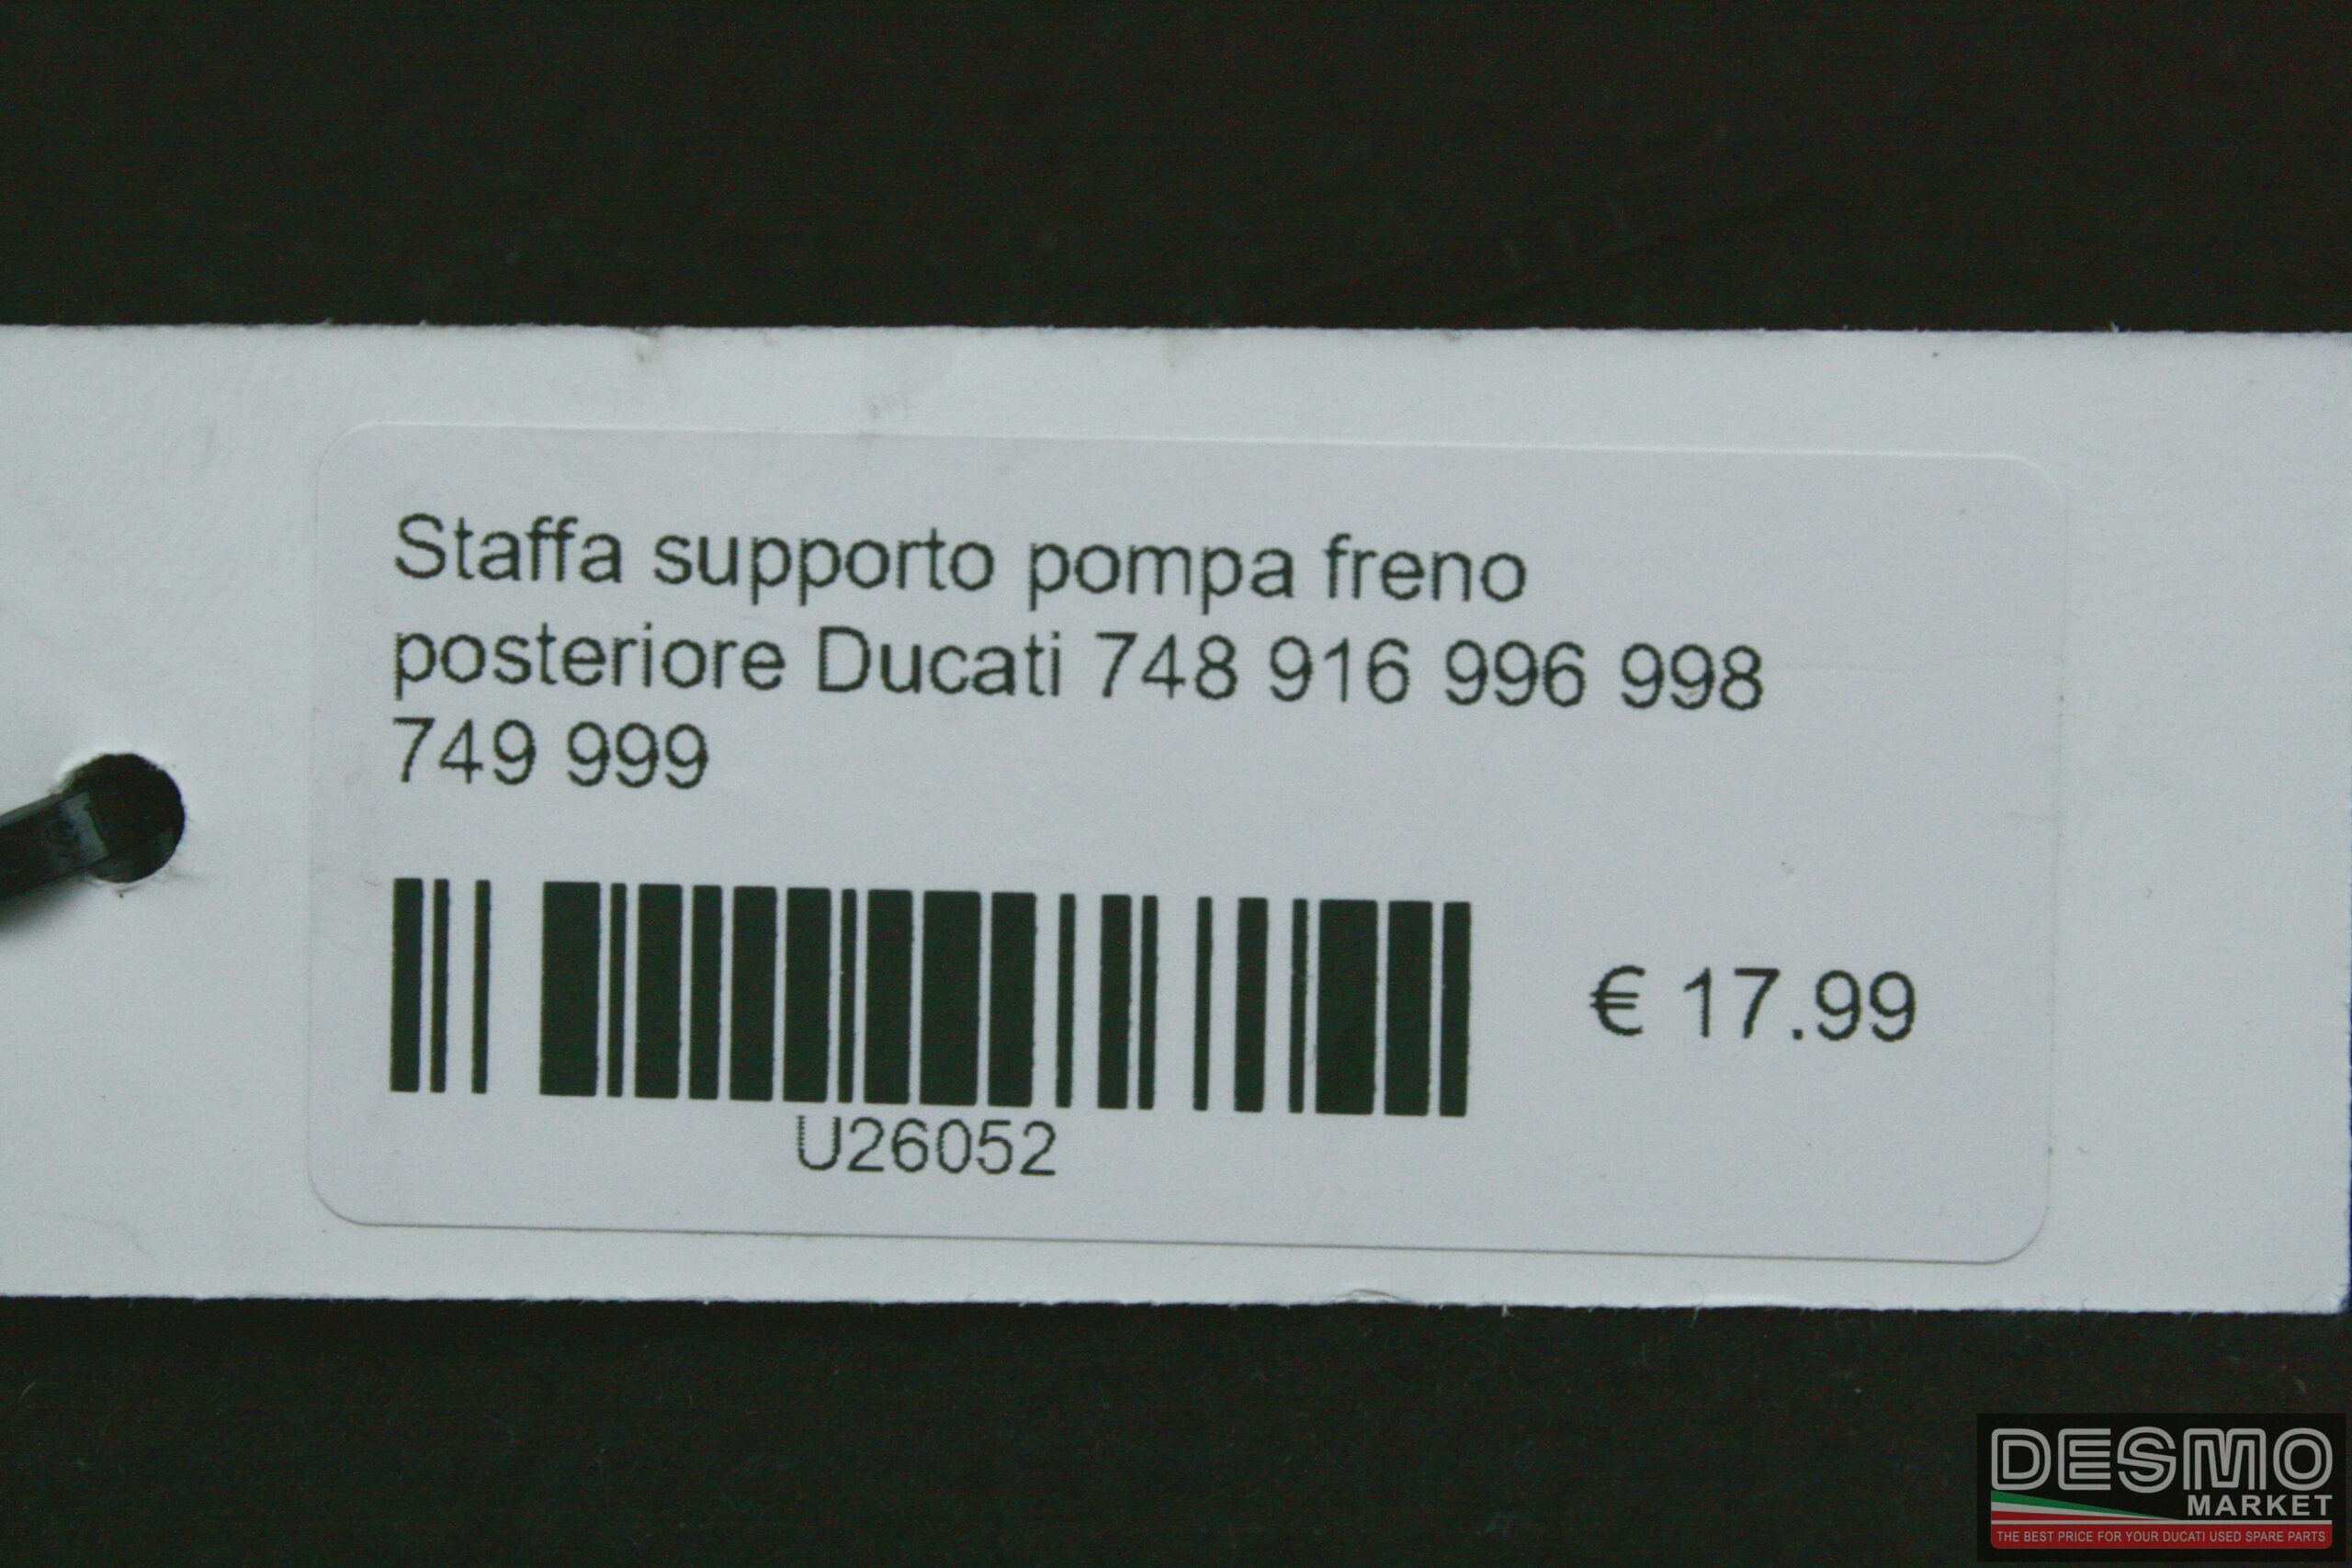 Staffa supporto pompa freno
posteriore Ducati 748 916 996 998
749 999
€ 17.99
U26052
DESMO
MARKET
THE BEST PRICE FOR YOUR DUCATI USED SPARE PARTS